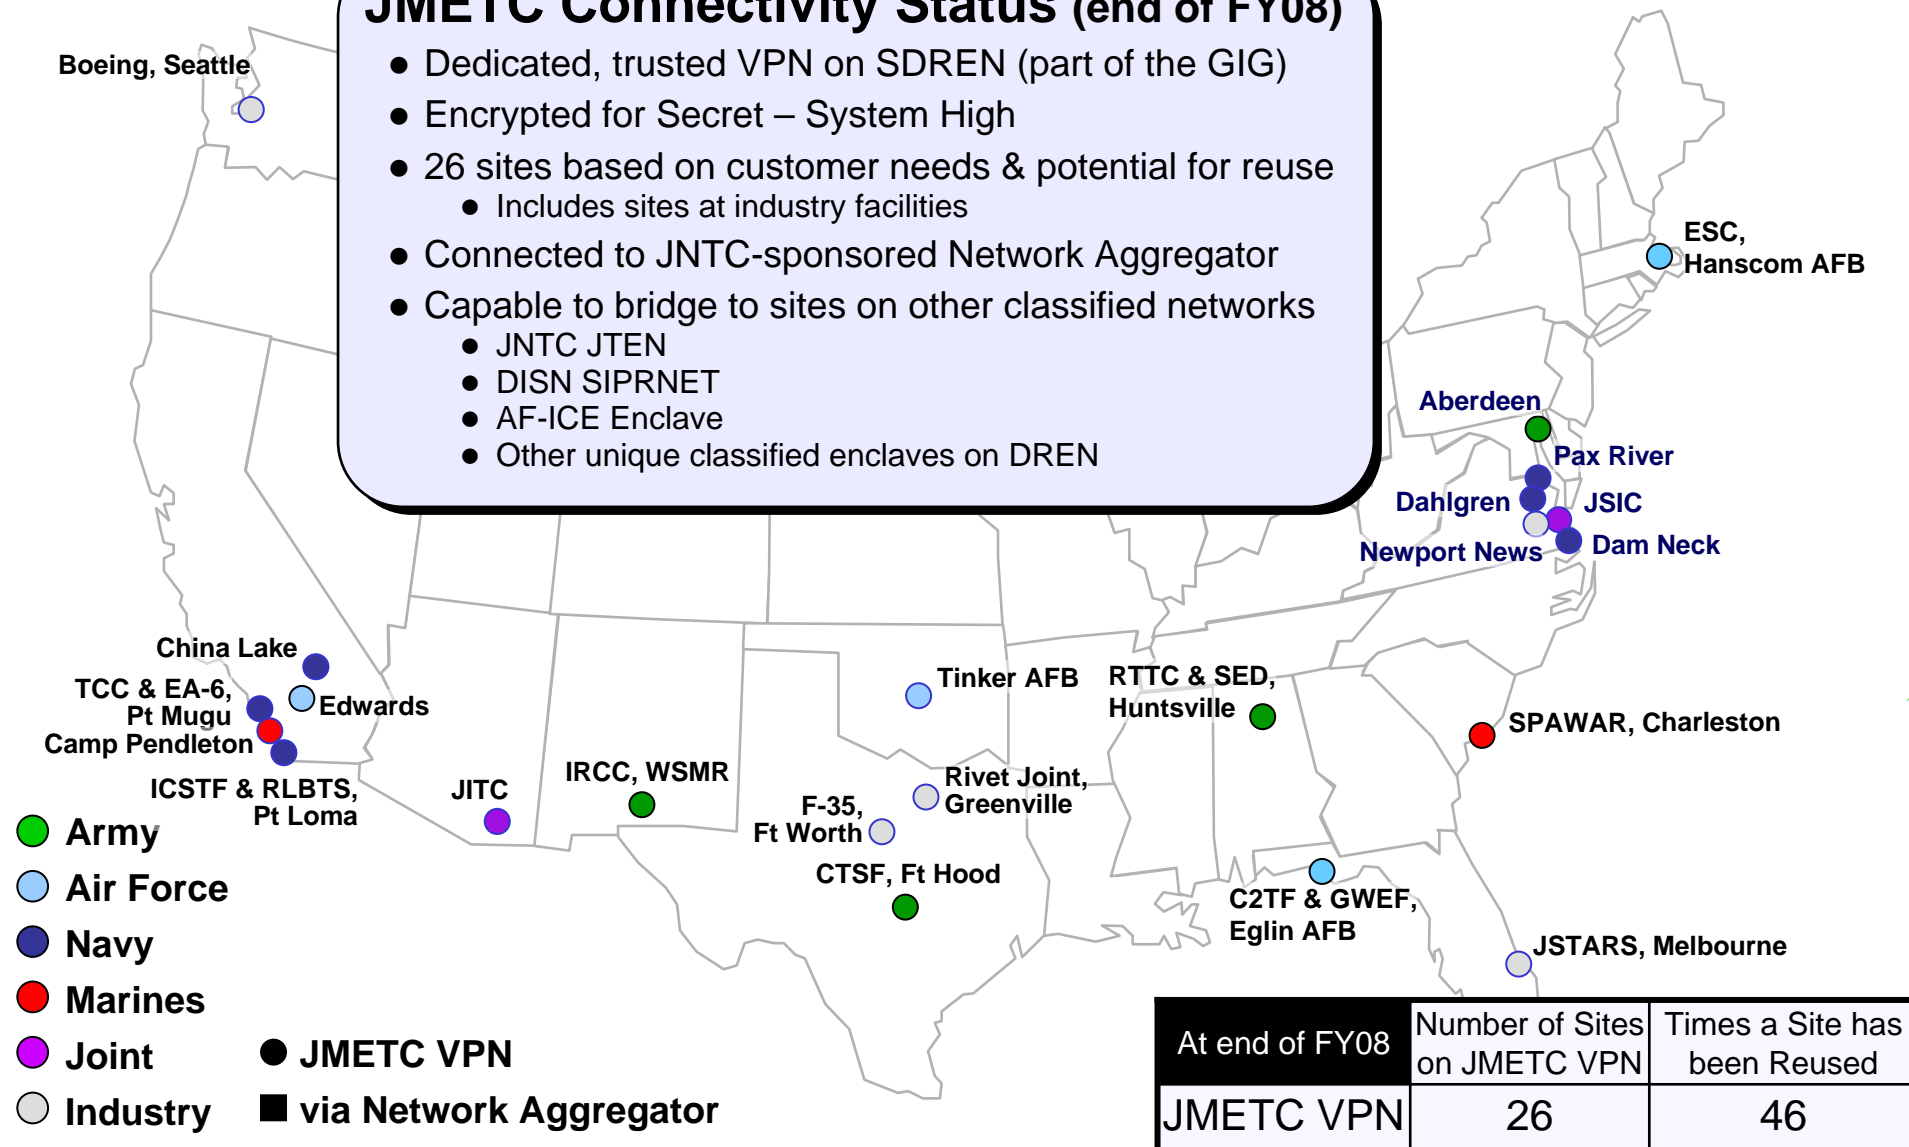 JMETC Connectivity Status (end of FY08)
● Dedicated, trusted VPN on SDREN (part of the GIG)
● Encrypted for Secret – System High
● 26 sites based on customer needs & potential for reuse
● Includes sites at industry facilities
● Connected to JNTC-sponsored Network Aggregator
● Capable to bridge to sites on other classified networks
● JNTC JTEN
● DISN SIPRNET
● AF-ICE Enclave
● Other unique classified enclaves on DREN
Boeing, Seattle
ESC,
Hanscom AFB
Aberdeen
Pax River
Dahlgren
JSIC
Newport News
Dam Neck
China Lake
TCC & EA-6,
Pt Mugu
Edwards
Camp Pendleton
ICSTF & RLBTS,
Pt Loma
JITC
IRCC, WSMR
Tinker AFB
Rivet Joint,
Greenville
F-35,
Ft Worth
CTSF, Ft Hood
RTTC & SED,
Huntsville
SPAWAR, Charleston
C2TF & GWEF,
Eglin AFB
JSTARS, Melbourne
Army
Air Force
Navy
Marines
Joint
Industry
JMETC VPN
via Network Aggregator
At end of FY08
Number of Sites
on JMETC VPN
Times a Site has
been Reused
JMETC VPN
26
46